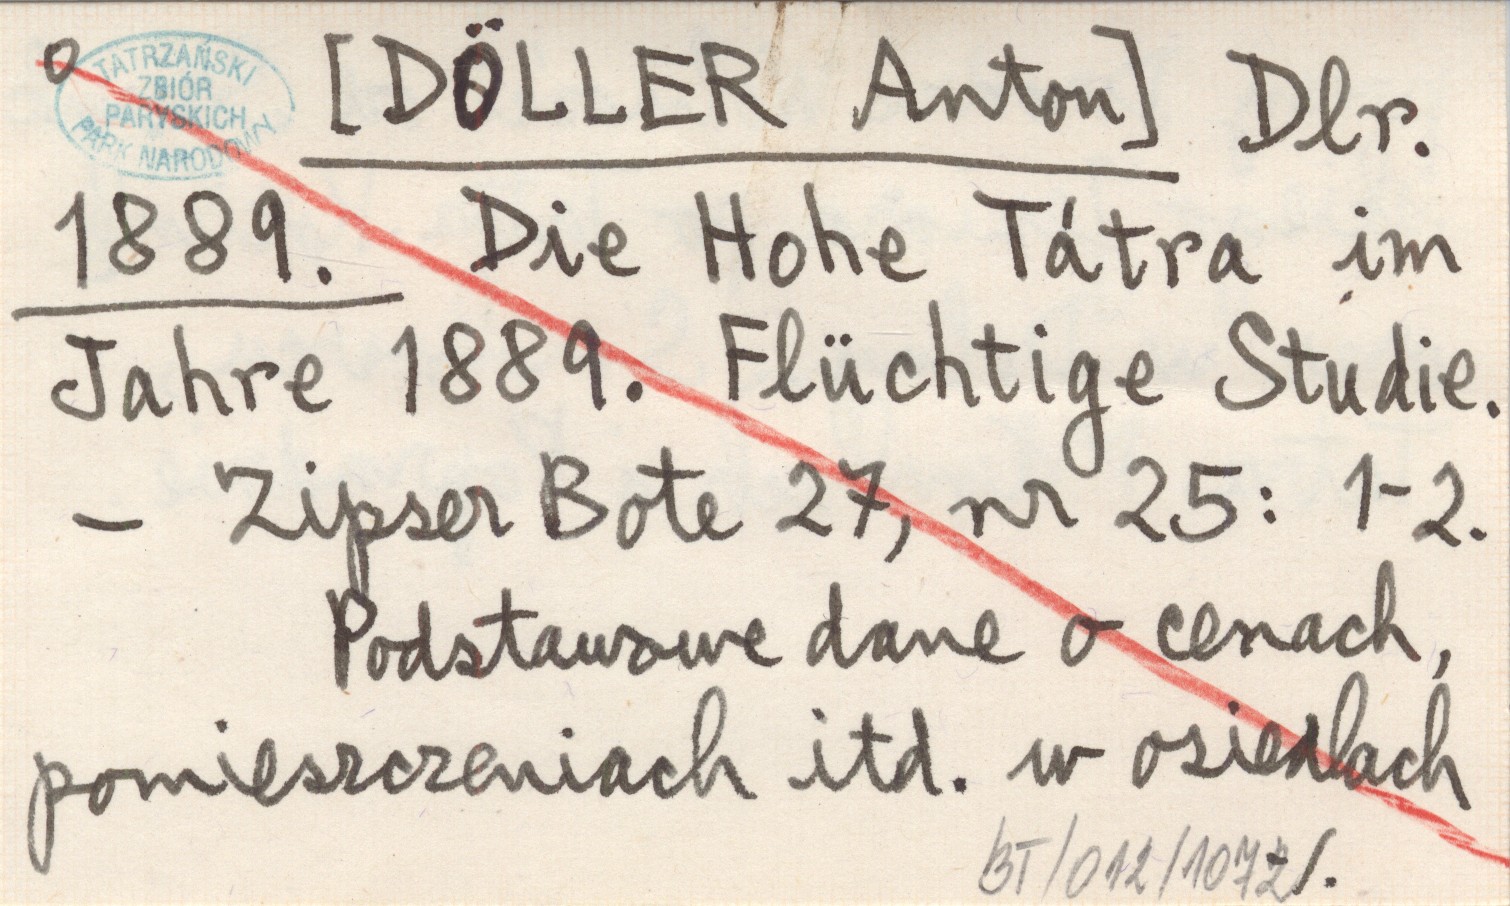 o
TATRZAŃSKI
ZBIÓR
PARYSKICH
PARK NARODOWY
[DÖLLER Anton] Dlr.
1889. Die Hohe Tátra im
Jahre 1889. Flüchtige Studie.
— Zipser Bote 27, nr 25: 1-2.
Podstawowe dane o cenach,
pomieszczeniach itd. w osiedlach
BT/012/1072/.